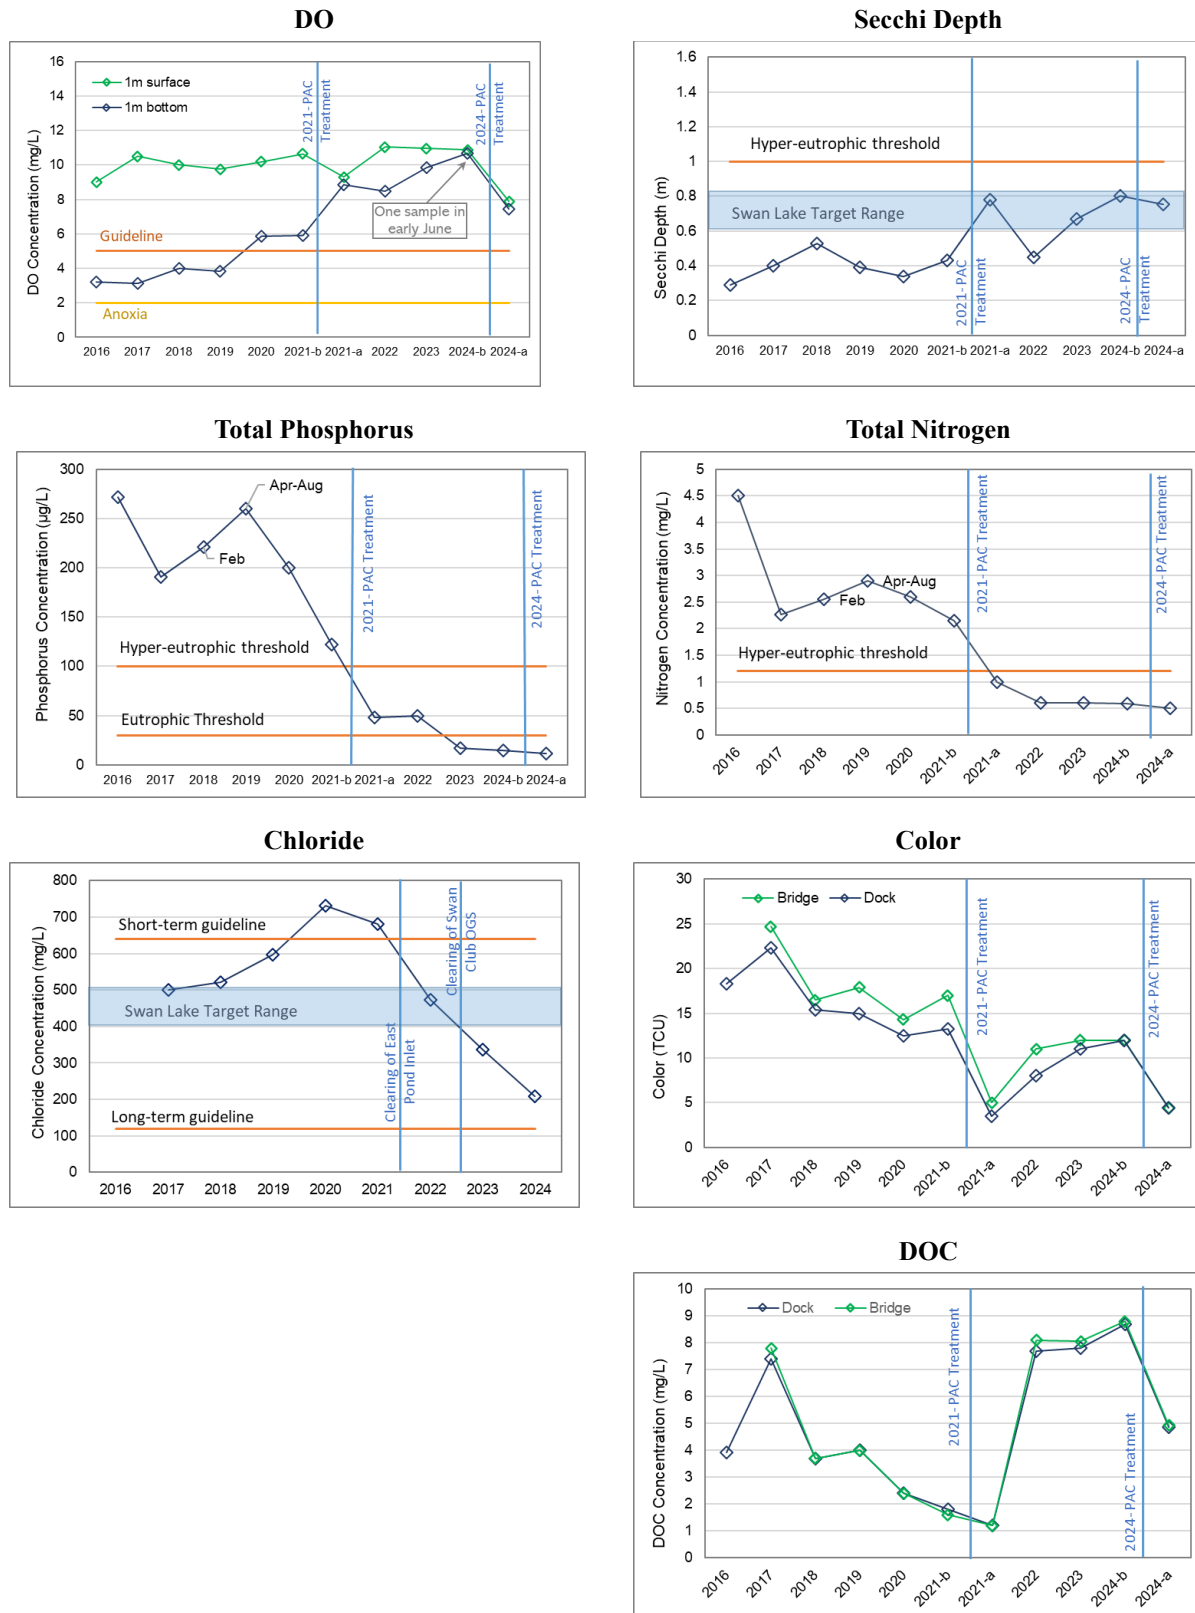 DO
16
14
12
10
8
6
4
2
0
DO Concentration (mg/L)
1m surface
1m bottom
2021- PAC
Treatment
2024- PAC
Treatment
One sample in
early June
Guideline
Anoxia
2016 2017 2018 2019 2020 2021-b 2021-a 2022 2023 2024-b 2024-a
Secchi Depth
1.6
1.4
1.2
1
0.8
0.6
0.4
0.2
0
Secchi Depth (m)
Hyper-eutrophic threshold
Swan Lake Target Range
2021- PAC
Treatment
2024- PAC
Treatment
2016 2017 2018 2019 2020 2021-b 2021-a 2022 2023 2024-b 2024-a
Total Phosphorus
300
250
200
150
100
50
0
Phosphorus Concentration (µg/L)
Apr-Aug
Feb
2021- PAC Treatment
2024- PAC Treatment
Hyper-eutrophic threshold
Eutrophic Threshold
2016 2017 2018 2019 2020 2021-b 2021-a 2022 2023 2024-b 2024-a
Total Nitrogen
5
4.5
4
3.5
3
2.5
2
1.5
1
0.5
0
Nitrogen Concentration (mg/L)
Apr-Aug
Feb
2021- PAC Treatment
2024- PAC Treatment
Hyper-eutrophic threshold
2016 2017 2018 2019 2020 2021-b 2021-a 2022 2023 2024-b 2024-a
Chloride
800
700
600
500
400
300
200
100
0
Chloride Concentration (mg/L)
Short-term guideline
Swan Lake Target Range
Long-term guideline
Clearing of East
Pond Inlet
Clearing of Swan
Club OGS
2016 2017 2018 2019 2020 2021 2022 2023 2024
Color
30
25
20
15
10
5
0
Color (TCU)
Bridge Dock
2021- PAC Treatment
2024- PAC Treatment
2016 2017 2018 2019 2020 2021-b 2021-a 2022 2023 2024-b 2024-a
DOC
10
9
8
7
6
5
4
3
2
1
0
DOC Concentration (mg/L)
Dock Bridge
2021- PAC Treatment
2024- PAC Treatment
2016 2017 2018 2019 2020 2021-b 2021-a 2022 2023 2024-b 2024-a